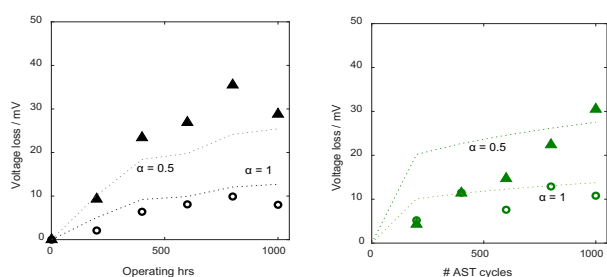 50
40
30
20
10
0
0
500
1000
Voltage loss / mV
Operating hrs
α = 0.5
α = 1
50
40
30
20
10
0
0
500
1000
Voltage loss / mV
# AST cycles
α = 0.5
α = 1